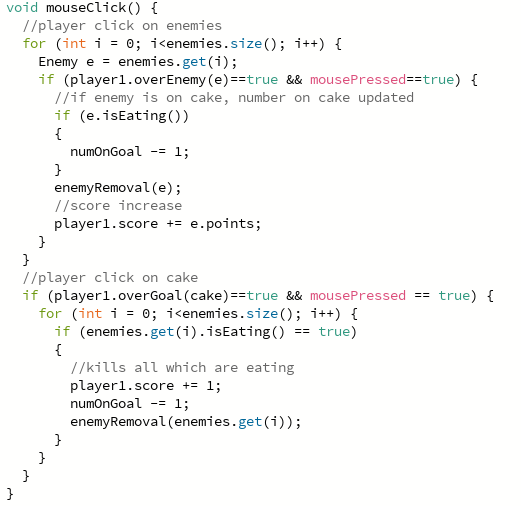 void mouseClick() {
  //player click on enemies
  for (int i = 0; i<enemies.size(); i++) {
    Enemy e = enemies.get(i);
    if (player1.overEnemy(e)==true && mousePressed==true) {
      //if enemy is on cake, number on cake updated
      if (e.isEating())
      {
        numOnGoal -= 1;
      }
      enemyRemoval(e);
      //score increase
      player1.score += e.points;
    }
  }
  //player click on cake
  if (player1.overGoal(cake)==true && mousePressed == true) {
    for (int i = 0; i<enemies.size(); i++) {
      if (enemies.get(i).isEating() == true)
      {
        //kills all which are eating
        player1.score += 1;
        numOnGoal -= 1;
        enemyRemoval(enemies.get(i));
      }
    }
  }
}